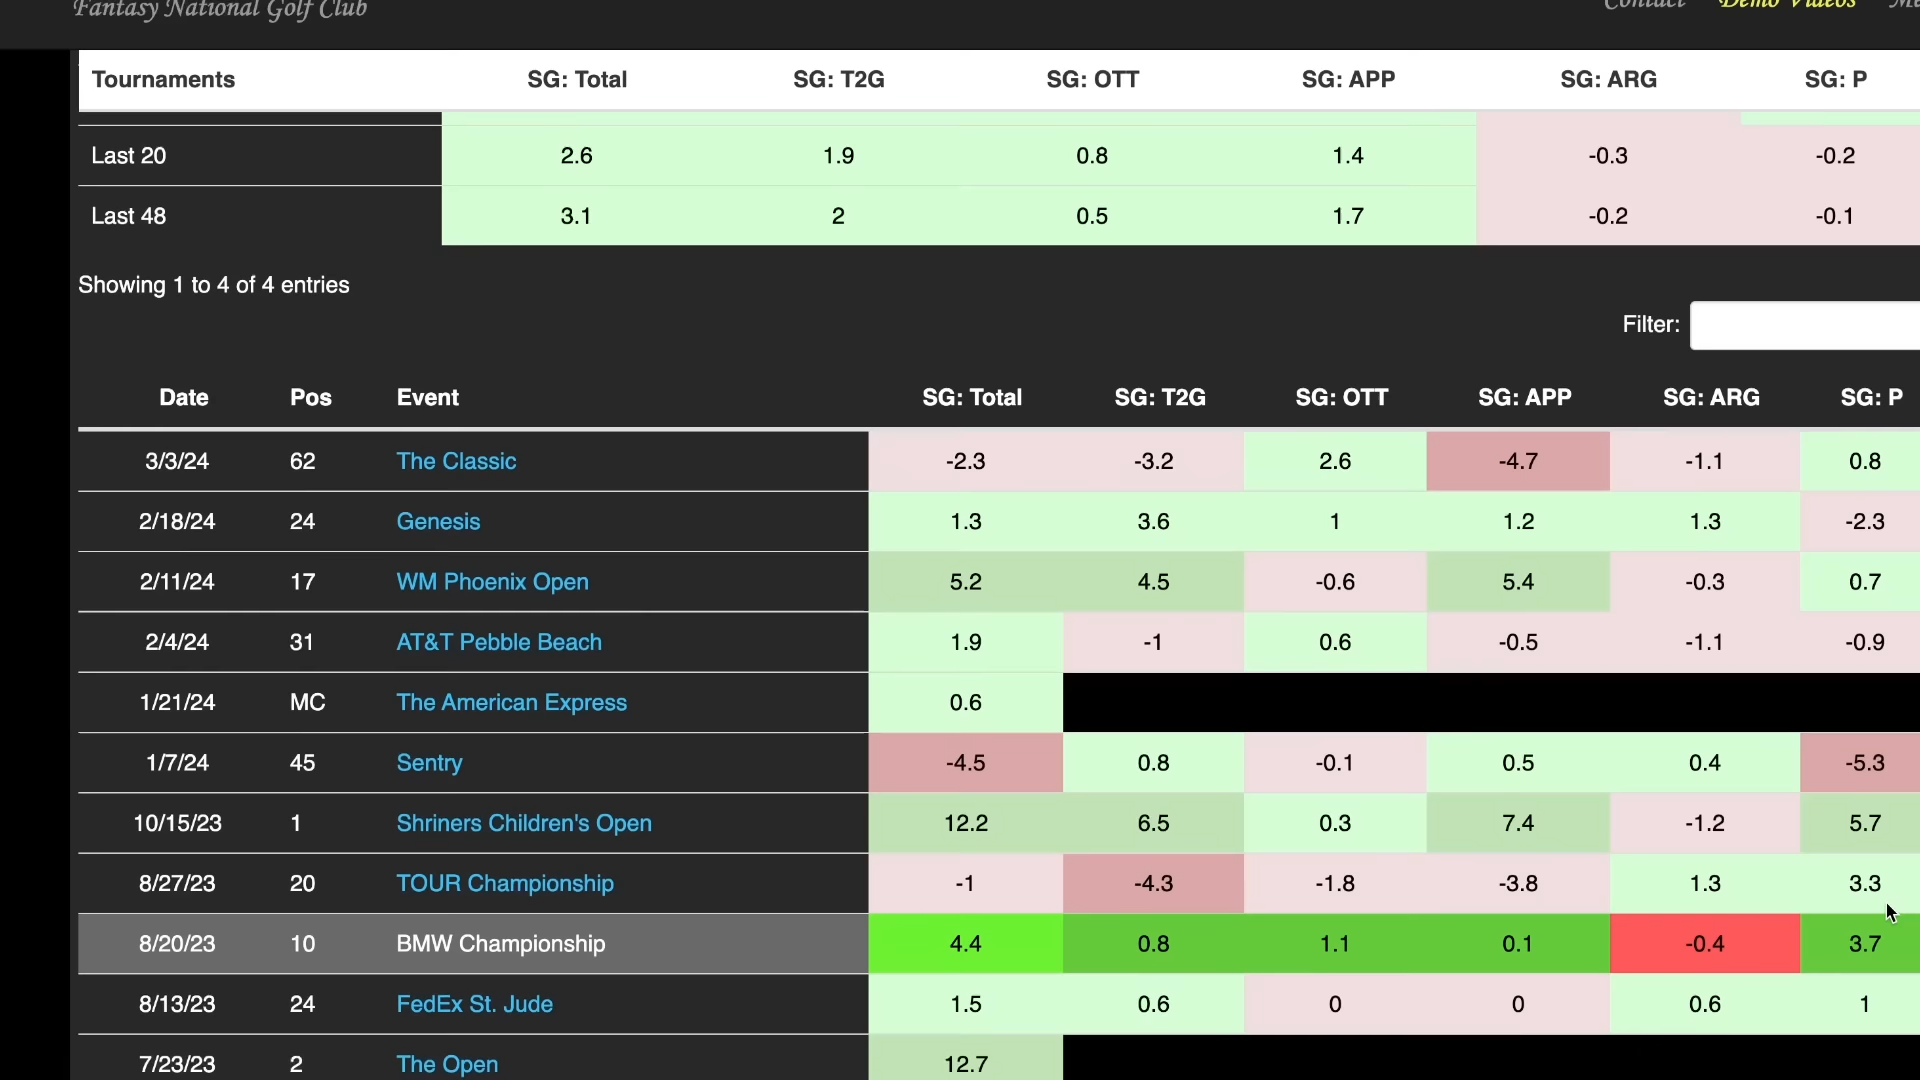 Fantasy National Golf Club Contact Demo Videos
Tournaments SG: Total SG: T2G SG: OTT SG: APP SG: ARG SG: P
Last 20 2.6 1.9 0.8 1.4 -0.3 -0.2
Last 48 3.1 2 0.5 1.7 -0.2 -0.1
Showing 1 to 4 of 4 entries
Filter:
Date Pos Event SG: Total SG: T2G SG: OTT SG: APP SG: ARG SG: P
3/3/24 62 The Classic -2.3 -3.2 2.6 -4.7 -1.1 0.8
2/18/24 24 Genesis 1.3 3.6 1 1.2 1.3 -2.3
2/11/24 17 WM Phoenix Open 5.2 4.5 -0.6 5.4 -0.3 0.7
2/4/24 31 AT&T Pebble Beach 1.9 -1 0.6 -0.5 -1.1 -0.9
1/21/24 MC The American Express 0.6
1/7/24 45 Sentry -4.5 0.8 -0.1 0.5 0.4 -5.3
10/15/23 1 Shriners Children's Open 12.2 6.5 0.3 7.4 -1.2 5.7
8/27/23 20 TOUR Championship -1 -4.3 -1.8 -3.8 1.3 3.3
8/20/23 10 BMW Championship 4.4 0.8 1.1 0.1 -0.4 3.7
8/13/23 24 FedEx St. Jude 1.5 0.6 0 0 0.6 1
7/23/23 2 The Open 12.7